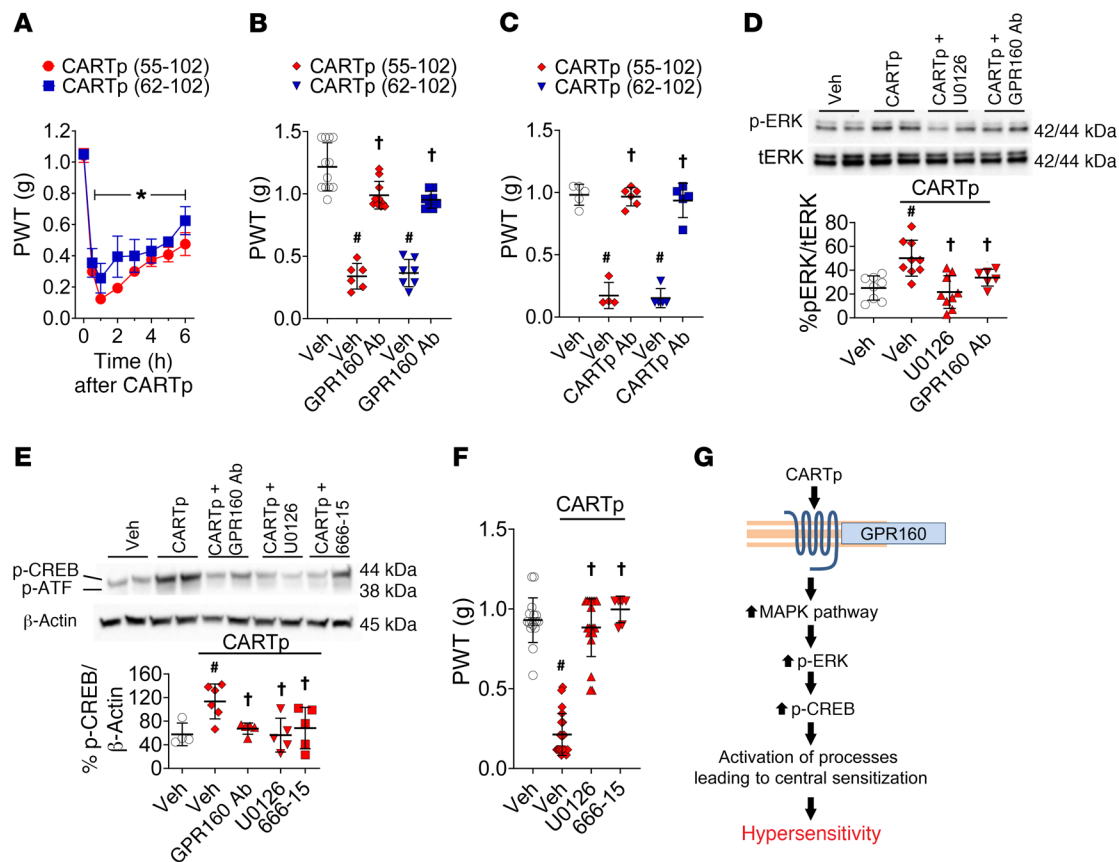 A
CARTp (55-102)
CARTp (62-102)
1.2
1.0
0.8
0.6
0.4
0.2
0.0
PWT (g)
*
0 2 4 6
Time (h)
after CARTp
B
CARTp (55-102)
CARTp (62-102)
1.5
1.0
0.5
0.0
PWT (g)
† †
# #
Veh
Veh
GPR160 Ab
Veh
GPR160 Ab
C
CARTp (55-102)
CARTp (62-102)
1.5
1.0
0.5
0.0
PWT (g)
† †
# #
Veh
Veh
CARTp Ab
Veh
CARTp Ab
D
Veh
CARTp
CARTp +
U0126
CARTp +
GPR160 Ab
p-ERK
42/44 kDa
tERK
42/44 kDa
CARTp
80
60
40
20
0
%pERK/tERK
# † †
Veh
Veh
U0126
GPR160 Ab
E
Veh
CARTp
CARTp +
GPR160 Ab
CARTp +
U0126
CARTp +
666-15
p-CREB
44 kDa
p-ATF
38 kDa
β-Actin
45 kDa
CARTp
160
120
80
40
0
% p-CREB/
β-Actin
# † † †
Veh
Veh
GPR160 Ab
U0126
666-15
F
CARTp
1.5
1.0
0.5
0.0
PWT (g)
# † †
Veh
Veh
U0126
666-15
G
CARTp
GPR160
MAPK pathway
p-ERK
p-CREB
Activation of processes
leading to central sensitization
Hypersensitivity